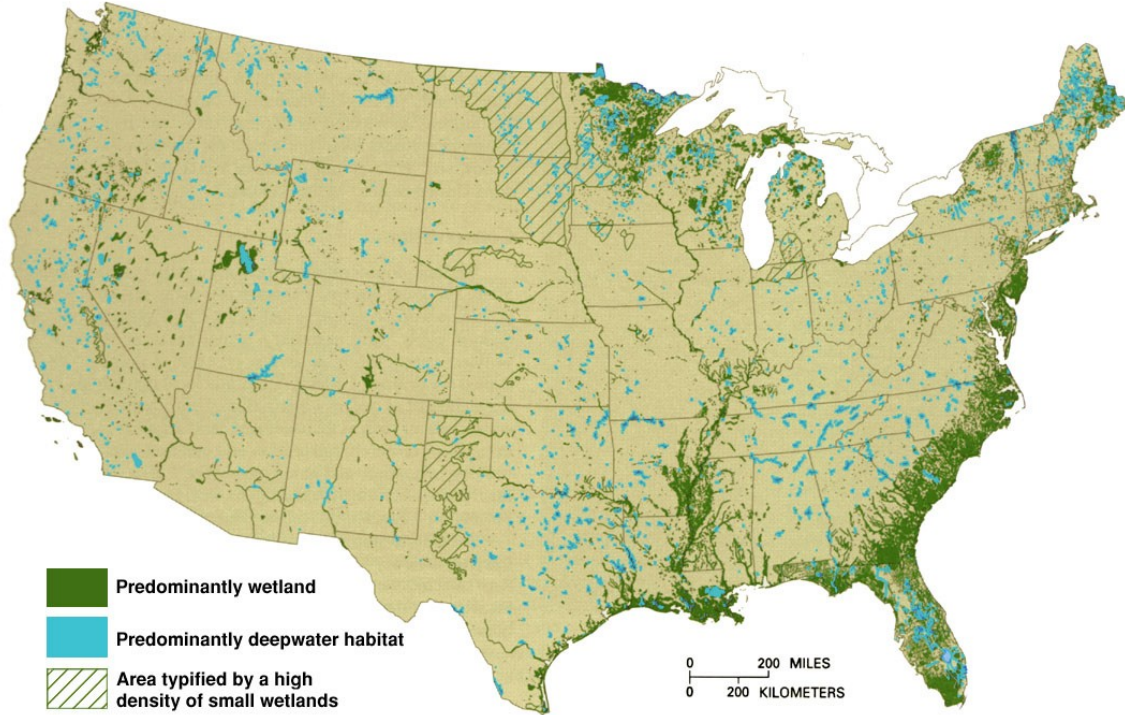 Predominantly wetland
Predominantly deepwater habitat
Area typified by a high
density of small wetlands
0 200 MILES
0 200 KILOMETERS